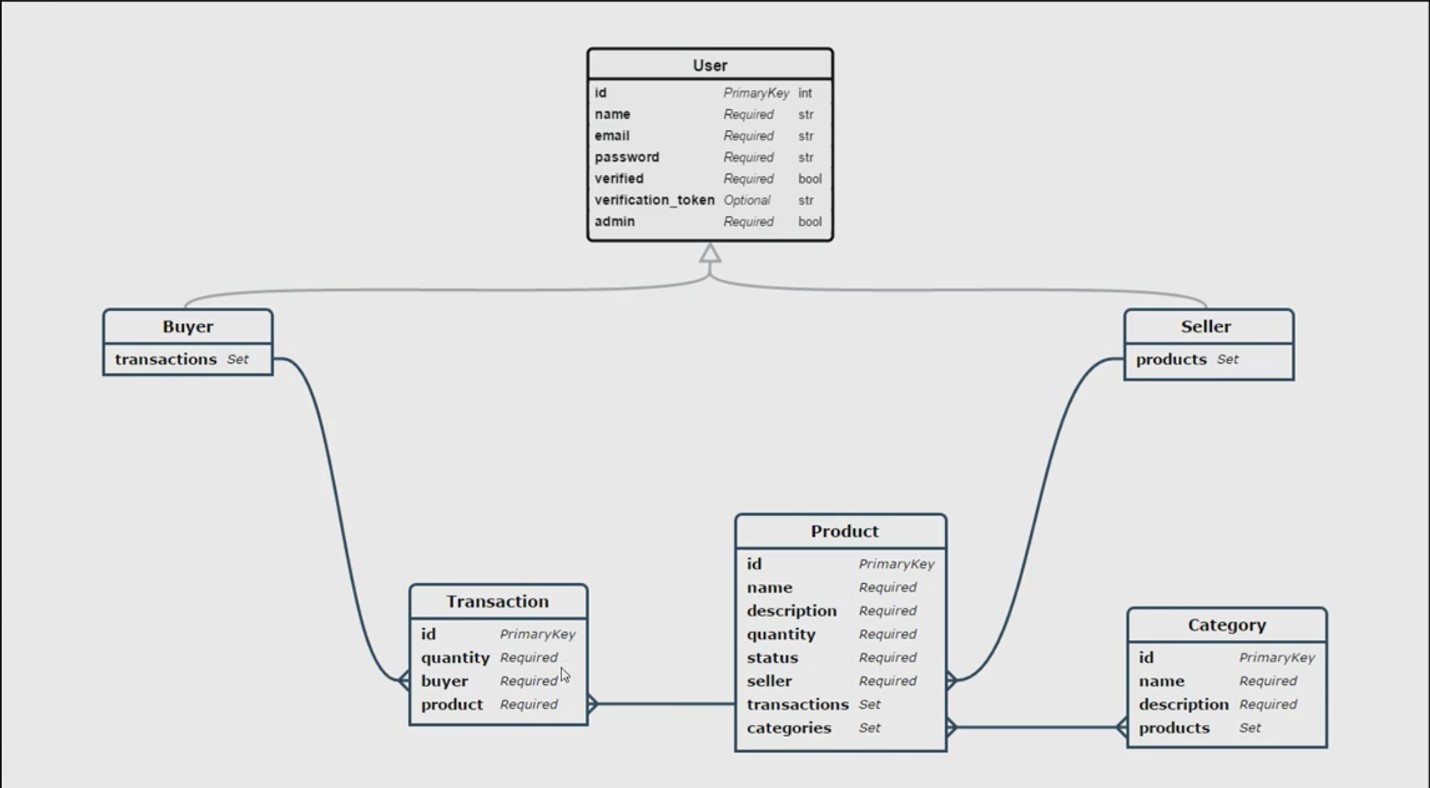 User
id PrimaryKey int
name Required str
email Required str
password Required str
verified Required bool
verification_token Optional str
admin Required bool
Buyer
transactions Set
Seller
products Set
Transaction
id PrimaryKey
quantity Required
buyer Required
product Required
Product
id PrimaryKey
name Required
description Required
quantity Required
status Required
seller Required
transactions Set
categories Set
Category
id PrimaryKey
name Required
description Required
products Set